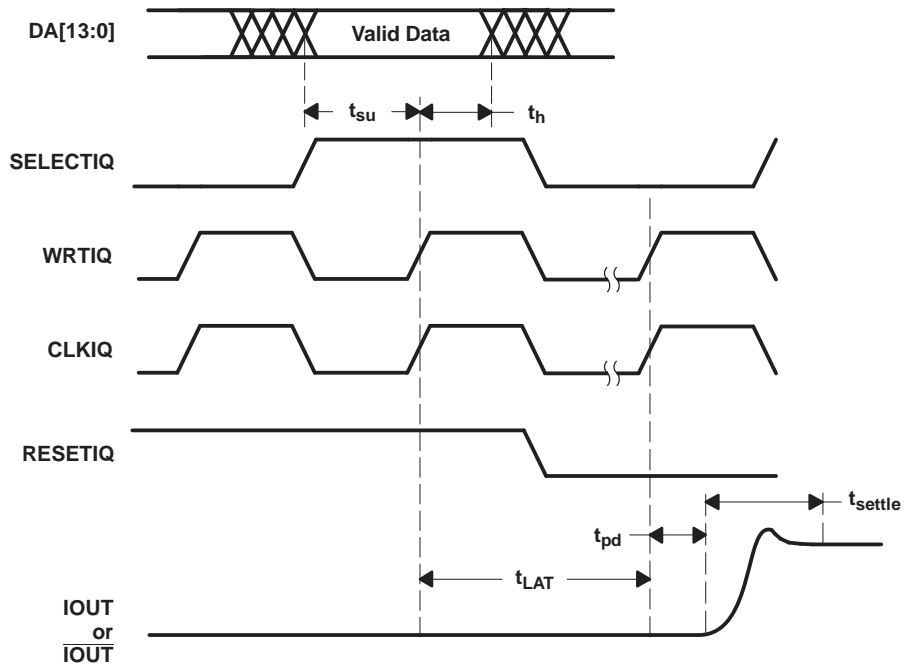 DA[13:0]
Valid Data
tsu
th
SELECTIQ
WRTIQ
CLKIQ
RESETIQ
tsettle
tpd
tLAT
IOUT
or
IOUT